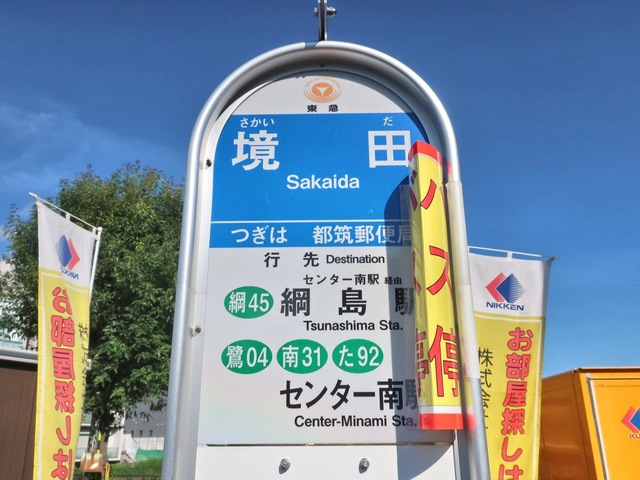 東急
さかい だ
境 田
Sakaida
つぎは 都筑郵便局
行先 Destination
センター南駅 経由
綱45 綱島駅
Tsunashima Sta.
鷺04 南31 た92
センター南駅
Center-Minami Sta.
バス停
NIKKEN
お部屋探しは
NIKKEN
お部屋探しは
株式会